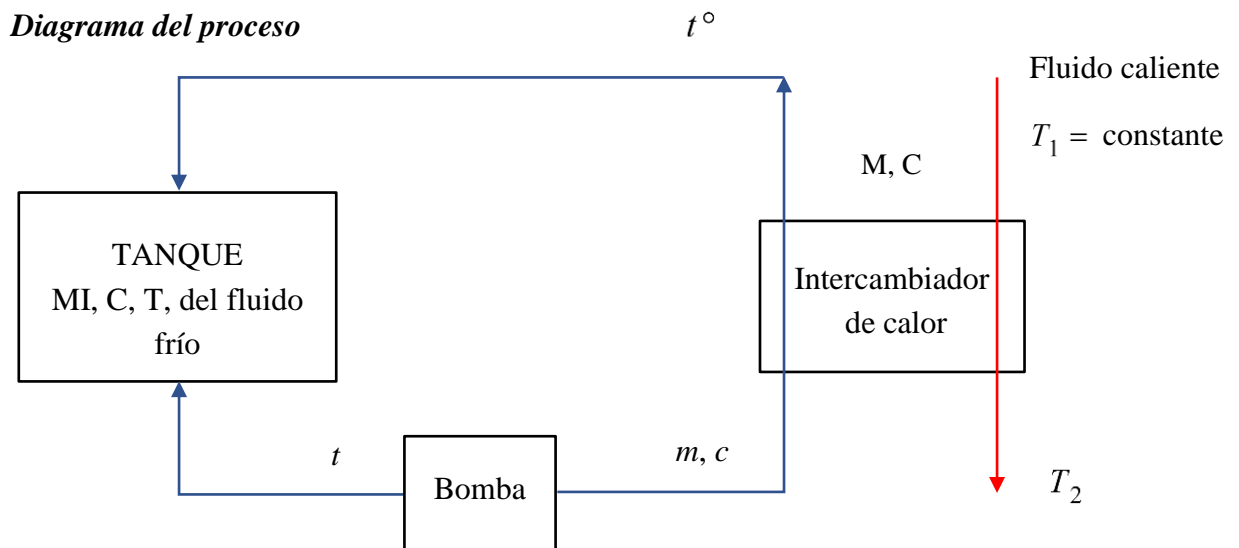 Diagrama del proceso
t°
Fluido caliente
T₁ = constante
M, C
TANQUE
MI, C, T, del fluido
frío
Intercambiador
de calor
t
m, c
Bomba
T₂